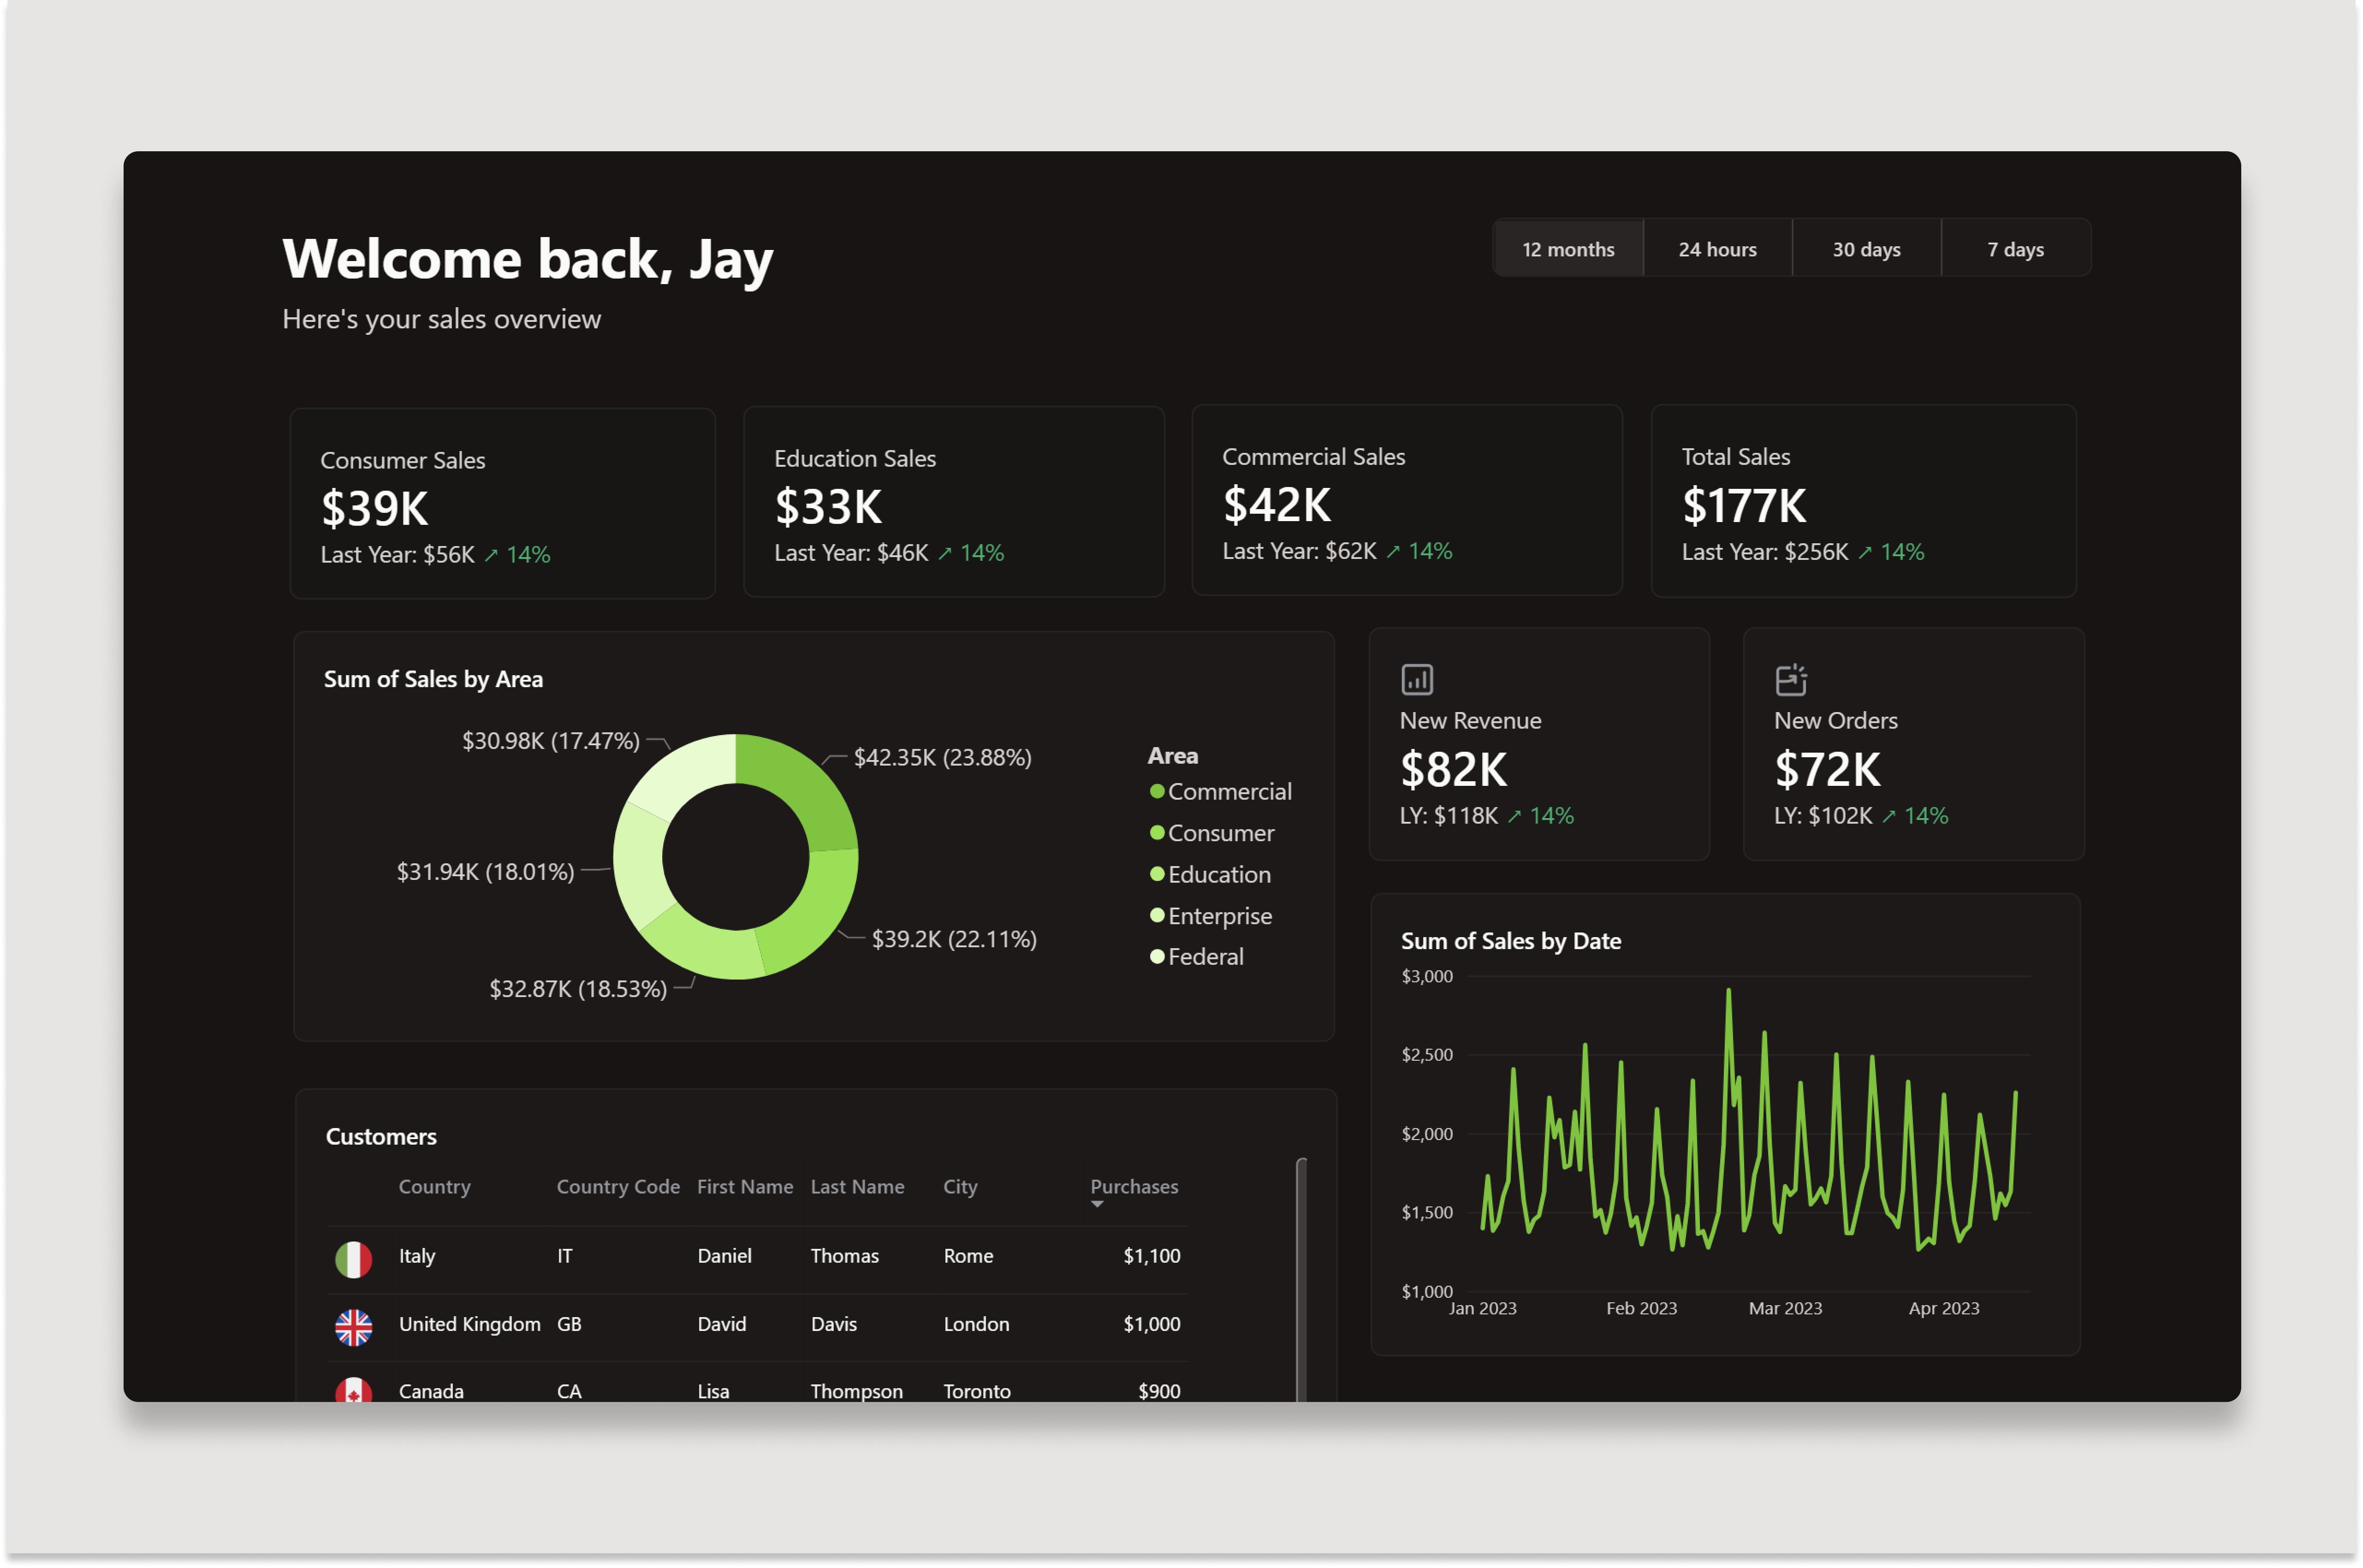 Welcome back, Jay
Here's your sales overview
12 months
24 hours
30 days
7 days
Consumer Sales
$39K
Last Year: $56K ↗ 14%
Education Sales
$33K
Last Year: $46K ↗ 14%
Commercial Sales
$42K
Last Year: $62K ↗ 14%
Total Sales
$177K
Last Year: $256K ↗ 14%
Sum of Sales by Area
$30.98K (17.47%)
$42.35K (23.88%)
$31.94K (18.01%)
$39.2K (22.11%)
$32.87K (18.53%)
Area
Commercial
Consumer
Education
Enterprise
Federal
New Revenue
$82K
LY: $118K ↗ 14%
New Orders
$72K
LY: $102K ↗ 14%
Sum of Sales by Date
$3,000
$2,500
$2,000
$1,500
$1,000
Jan 2023 Feb 2023 Mar 2023 Apr 2023
Customers
Country Country Code First Name Last Name City Purchases
Italy IT Daniel Thomas Rome $1,100
United Kingdom GB David Davis London $1,000
Canada CA Lisa Thompson Toronto $900